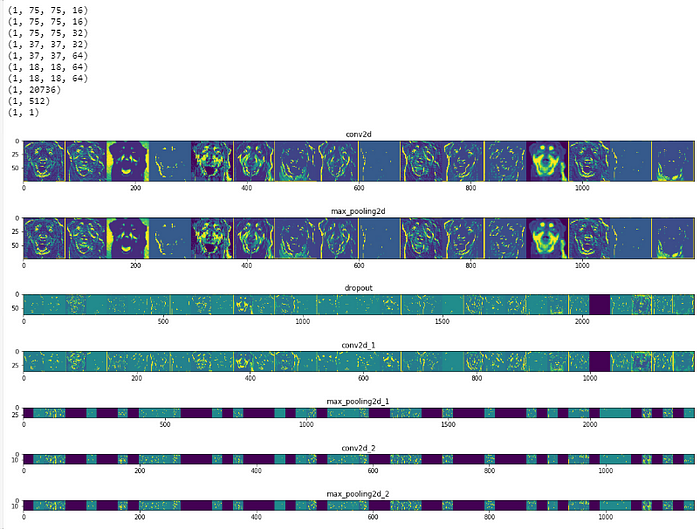 (1, 75, 75, 16)
(1, 75, 75, 16)
(1, 75, 75, 32)
(1, 37, 37, 32)
(1, 37, 37, 64)
(1, 18, 18, 64)
(1, 18, 18, 64)
(1, 20736)
(1, 512)
(1, 1)
conv2d
0
25
50
0 200 400 600 800 1000
max_pooling2d
0
25
50
0 200 400 600 800 1000
dropout
0
50
0 500 1000 1500 2000
conv2d_1
0
25
0 200 400 600 800 1000
max_pooling2d_1
0
25
0 500 1000 1500 2000
conv2d_2
0
10
0 200 400 600 800 1000
max_pooling2d_2
0
10
0 200 400 600 800 1000